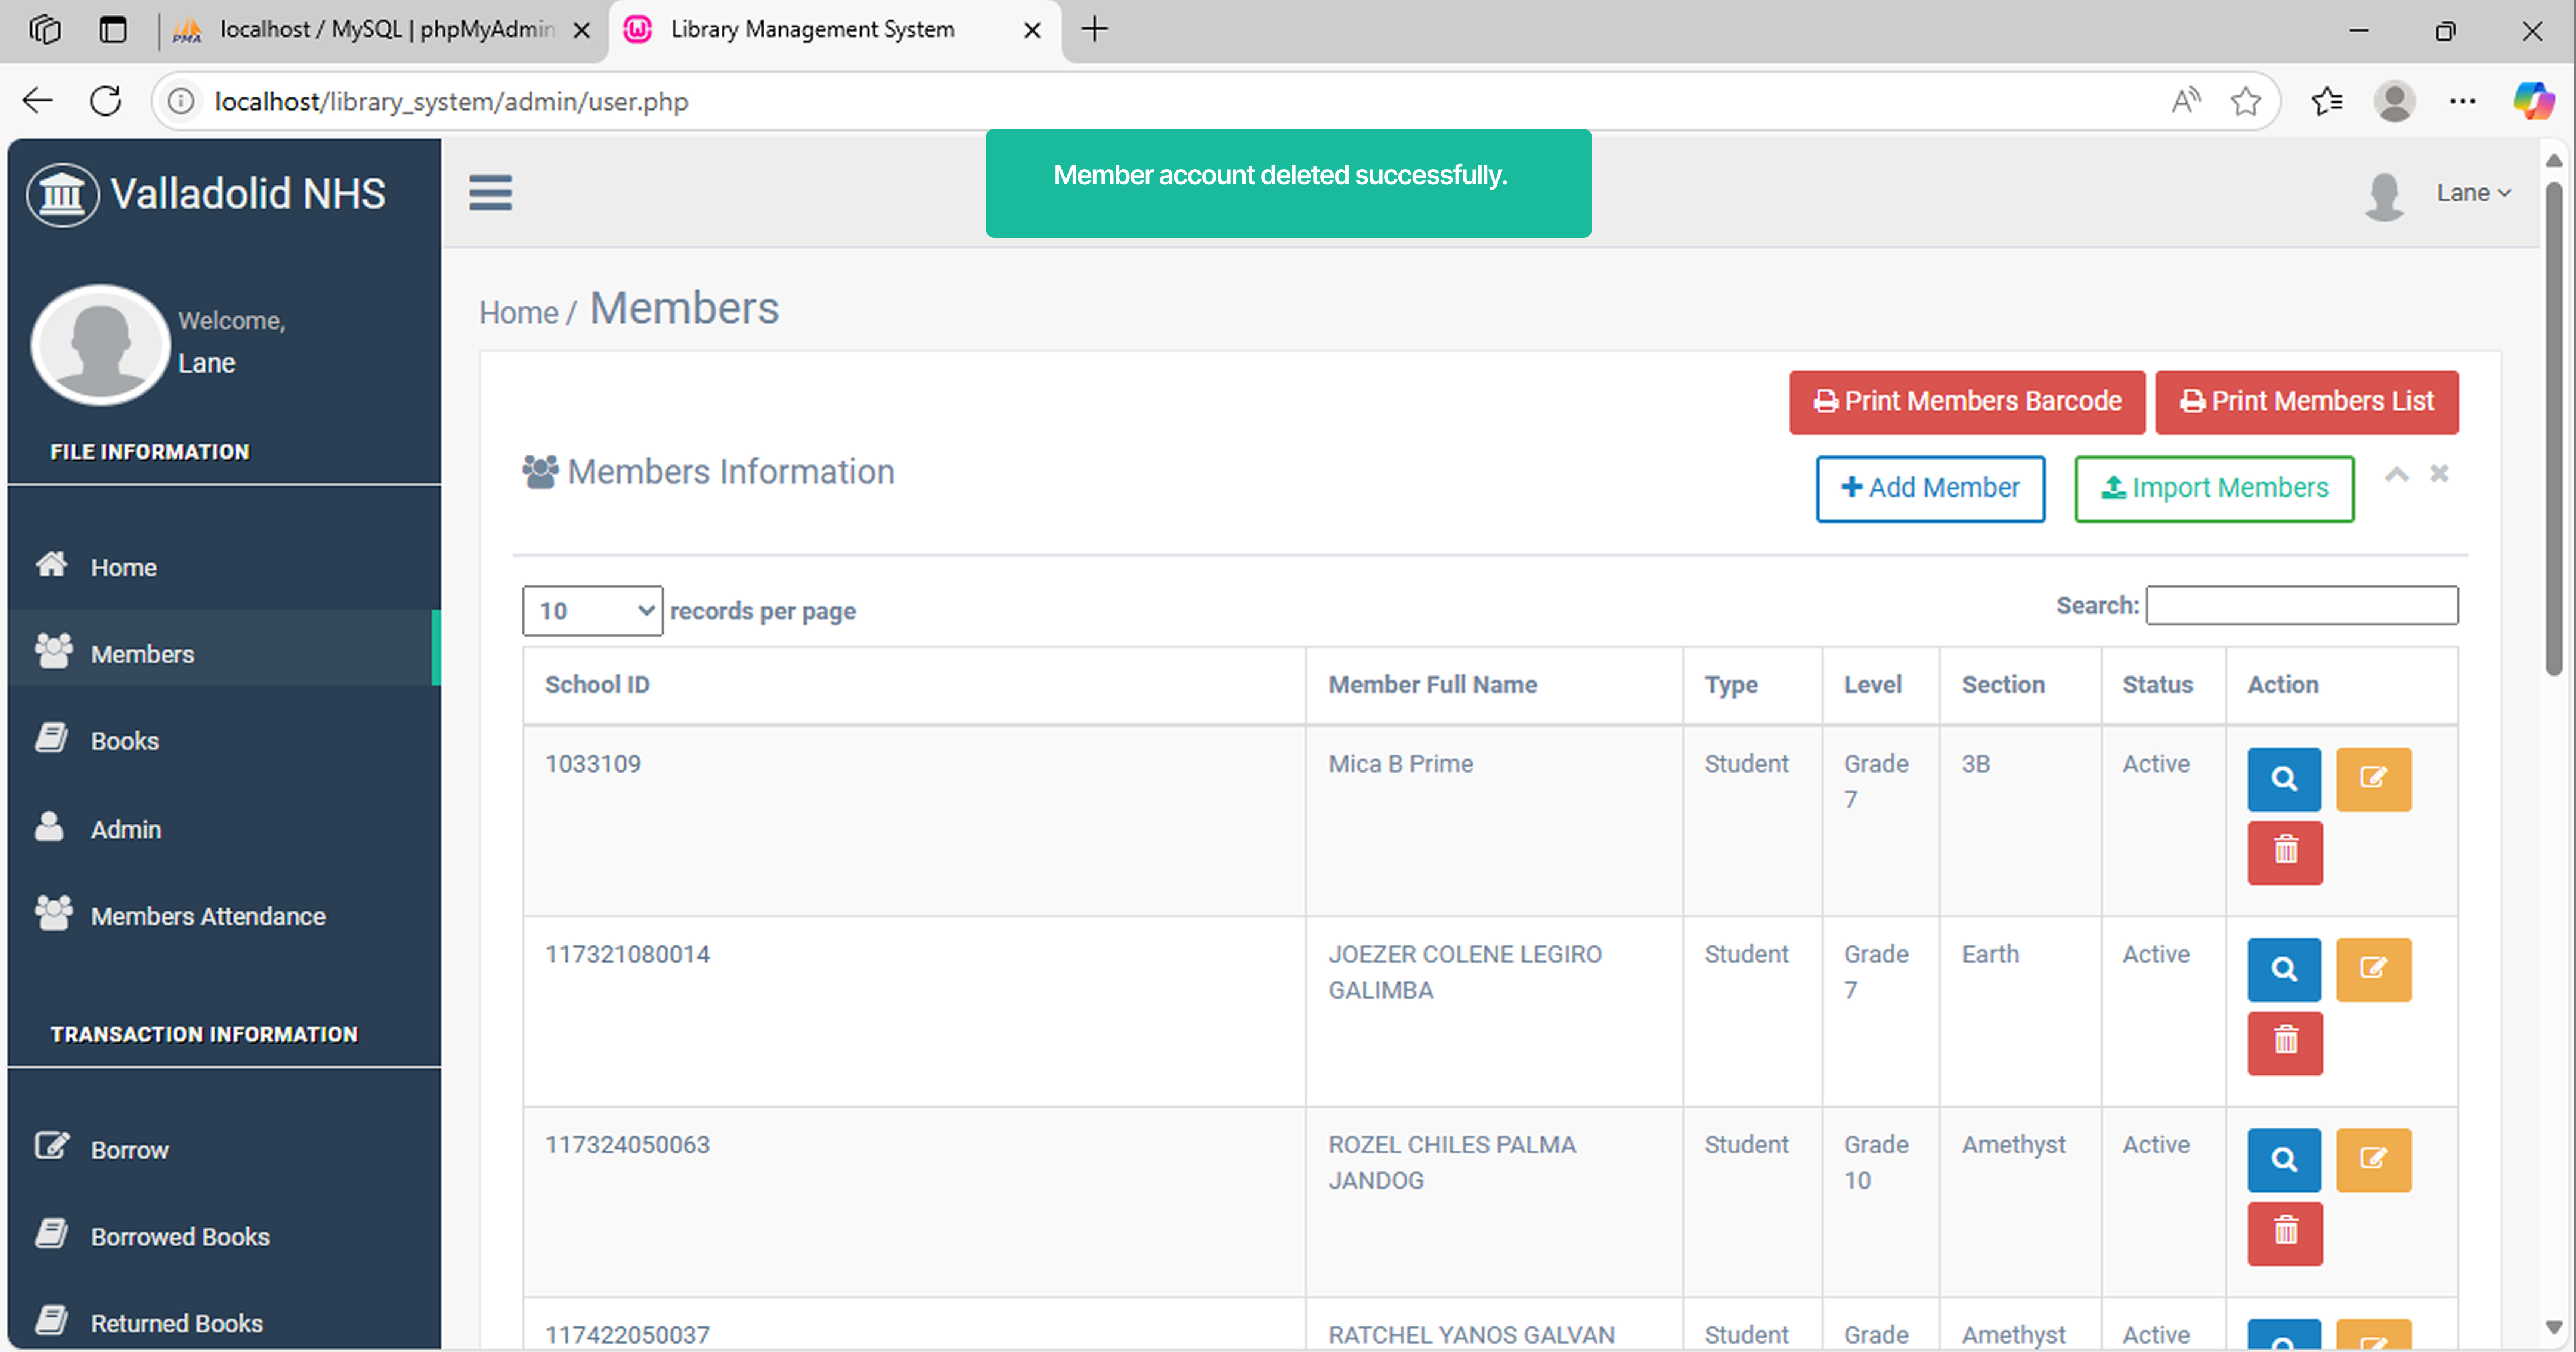 localhost / MySQL | phpMyAdmin
Library Management System
localhost/library_system/admin/user.php
Valladolid NHS
Member account deleted successfully.
Lane
Welcome,
Lane
FILE INFORMATION
Home
Members
Books
Admin
Members Attendance
TRANSACTION INFORMATION
Borrow
Borrowed Books
Returned Books
Home / Members
Print Members Barcode
Print Members List
Members Information
Add Member
Import Members
10 records per page
Search:
School ID Member Full Name Type Level Section Status Action
1033109 Mica B Prime Student Grade 3B Active
7
117321080014 JOEZER COLENE LEGIRO Student Grade Earth Active
GALIMBA 7
117324050063 ROZEL CHILES PALMA Student Grade Amethyst Active
JANDOG 10
117422050037 RATCHEL YANOS GALVAN Student Grade Amethyst Active